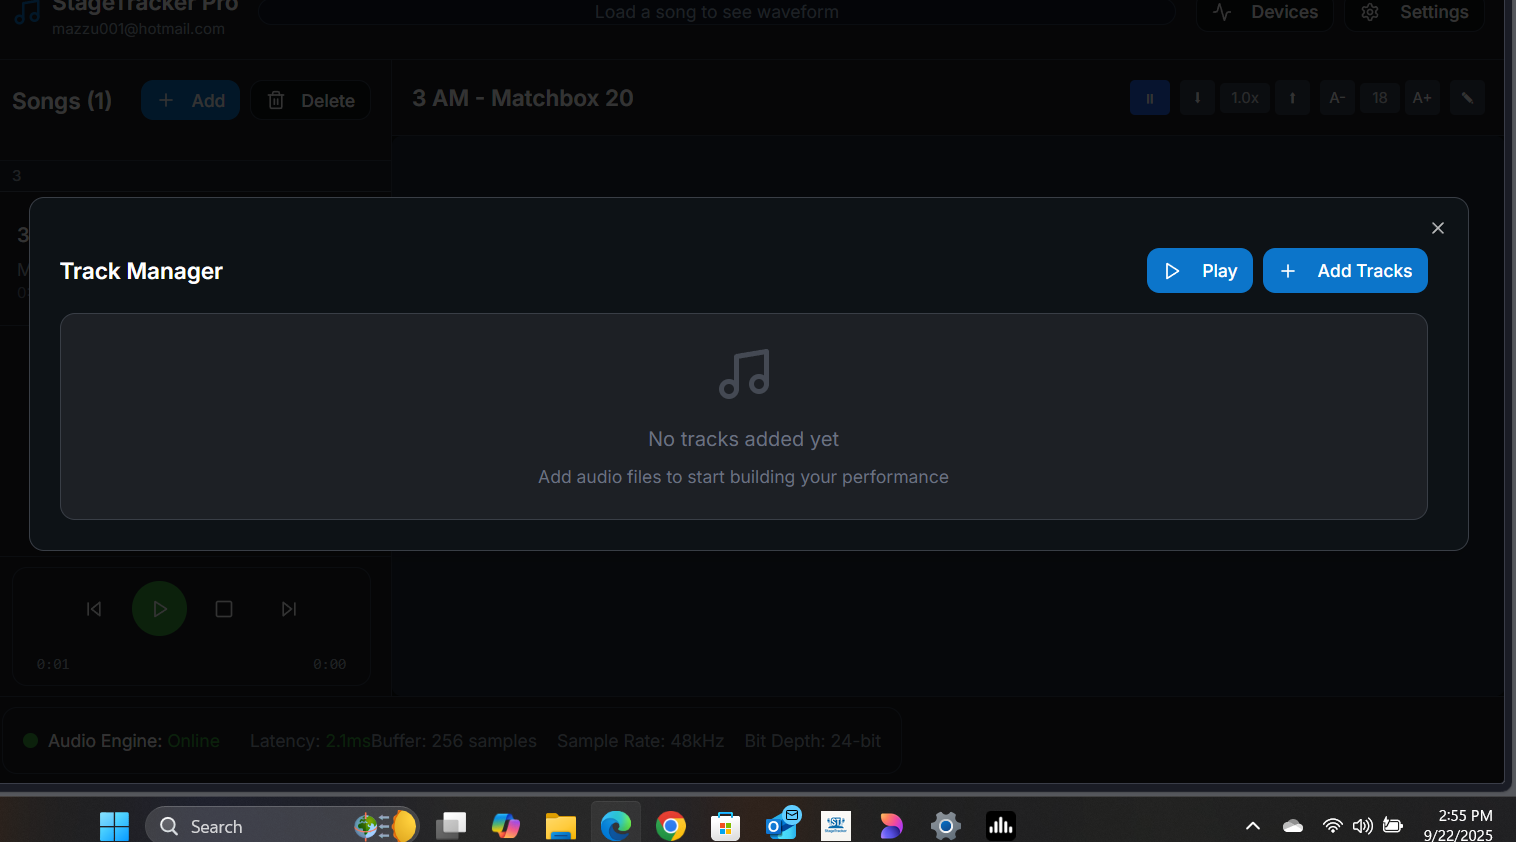 StageTracker Pro
mazzu001@hotmail.com
Load a song to see waveform
Devices
Settings
Songs (1)
Add
Delete
3 AM - Matchbox 20
1.0x
A-
18
A+
3
3
M
Track Manager
Play
Add Tracks
No tracks added yet
Add audio files to start building your performance
0:01
0:00
Audio Engine: Online
Latency: 2.1msBuffer: 256 samples
Sample Rate: 48kHz
Bit Depth: 24-bit
Search
2:55 PM
9/22/2025